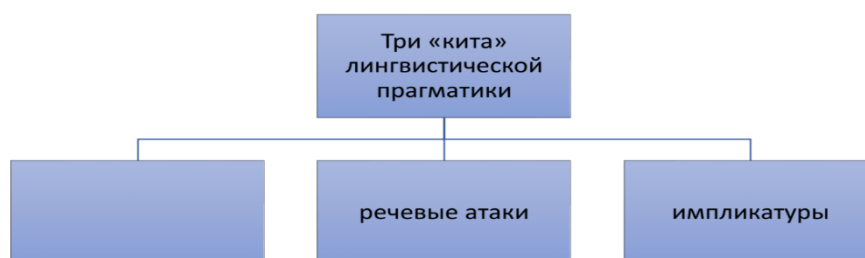 Три «кита»
лингвистической
прагматики
речевые атаки
импликатуры